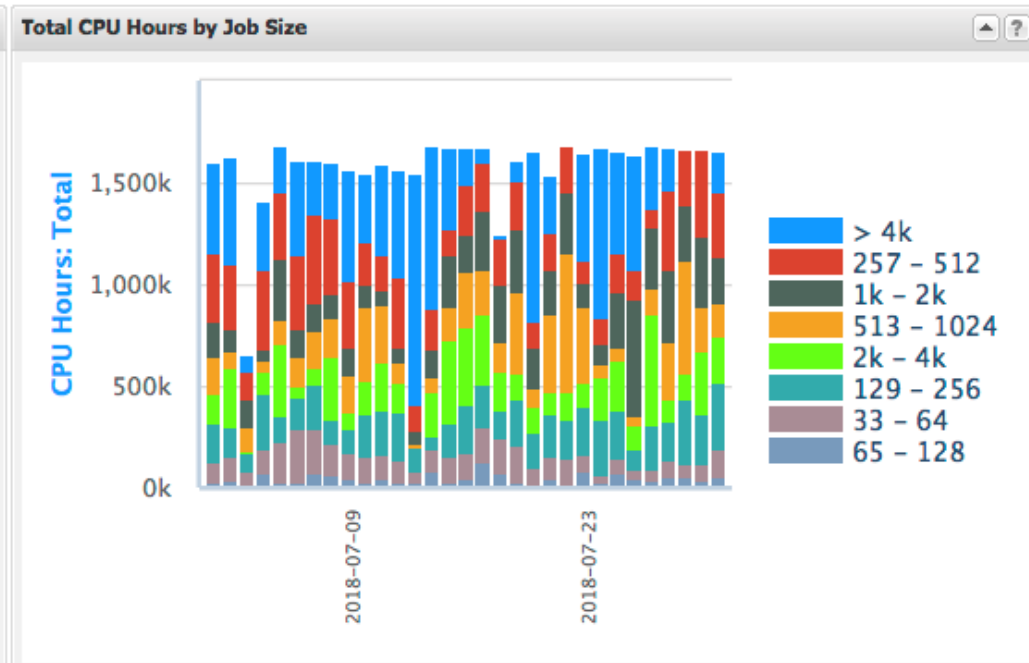 Total CPU Hours by Job Size
?
CPU Hours: Total
1,500k
1,000k
500k
0k
2018-07-09
2018-07-23
> 4k
257 – 512
1k – 2k
513 – 1024
2k – 4k
129 – 256
33 – 64
65 – 128